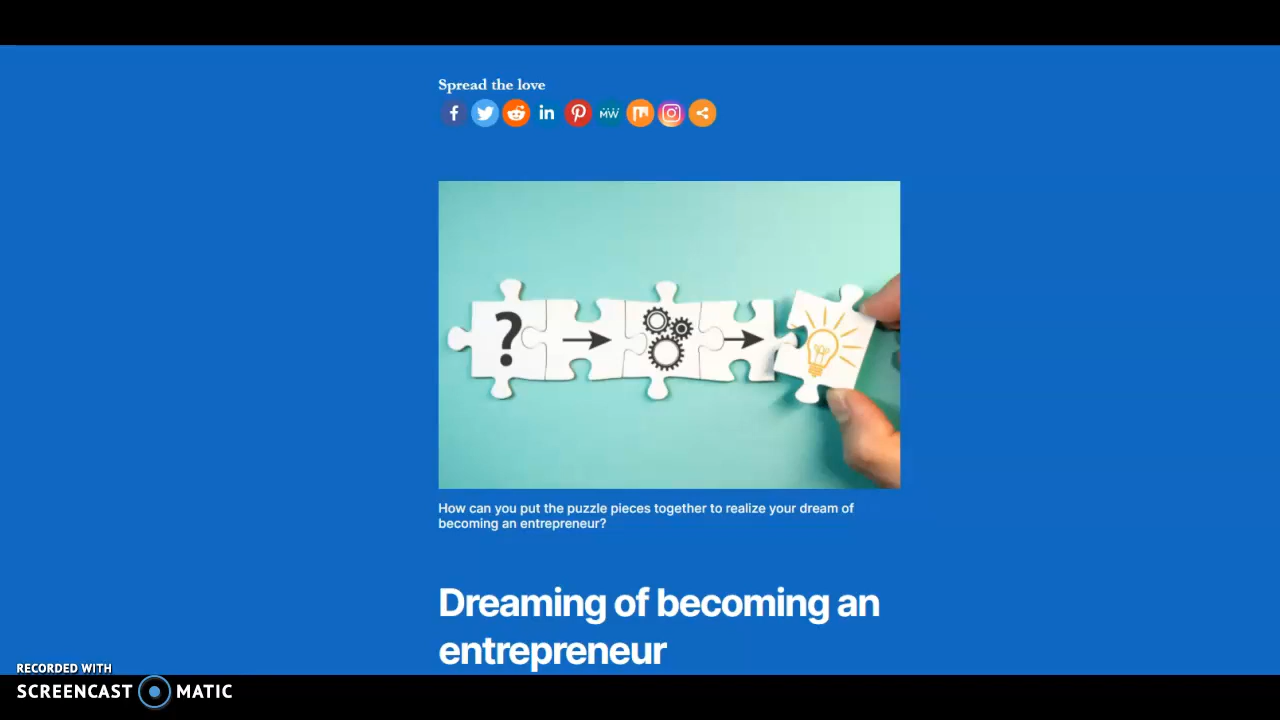 Spread the love
MW
?
How can you put the puzzle pieces together to realize your dream of
becoming an entrepreneur?
Dreaming of becoming an
entrepreneur
RECORDED WITH
SCREENCAST MATIC